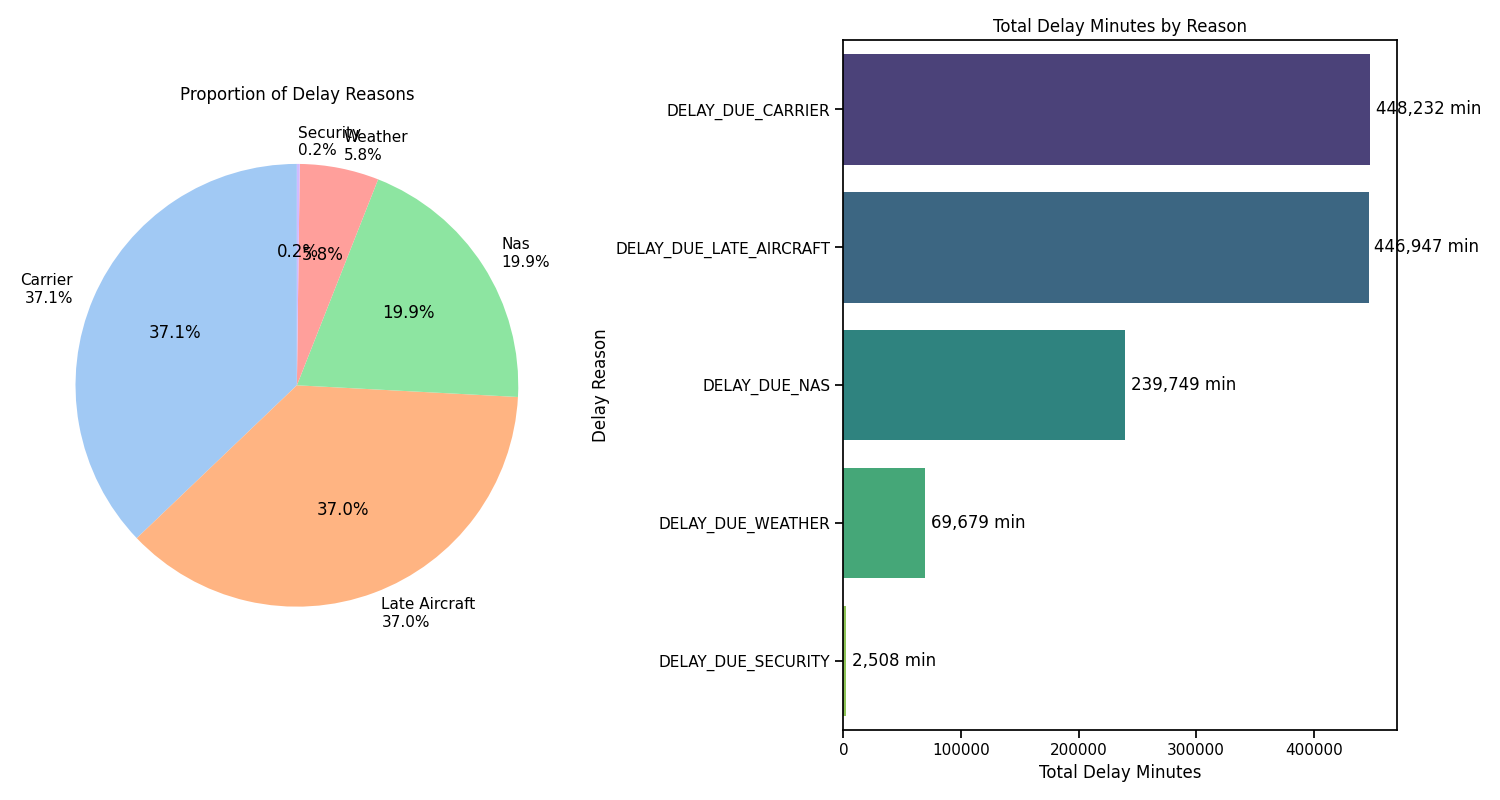 Proportion of Delay Reasons
Security
0.2%
Weather
5.8%
Nas
19.9%
Carrier
37.1%
0.2%
5.8%
19.9%
37.1%
37.0%
Late Aircraft
37.0%
Total Delay Minutes by Reason
Delay Reason
DELAY_DUE_CARRIER
448,232 min
DELAY_DUE_LATE_AIRCRAFT
446,947 min
DELAY_DUE_NAS
239,749 min
DELAY_DUE_WEATHER
69,679 min
DELAY_DUE_SECURITY
2,508 min
0 100000 200000 300000 400000
Total Delay Minutes